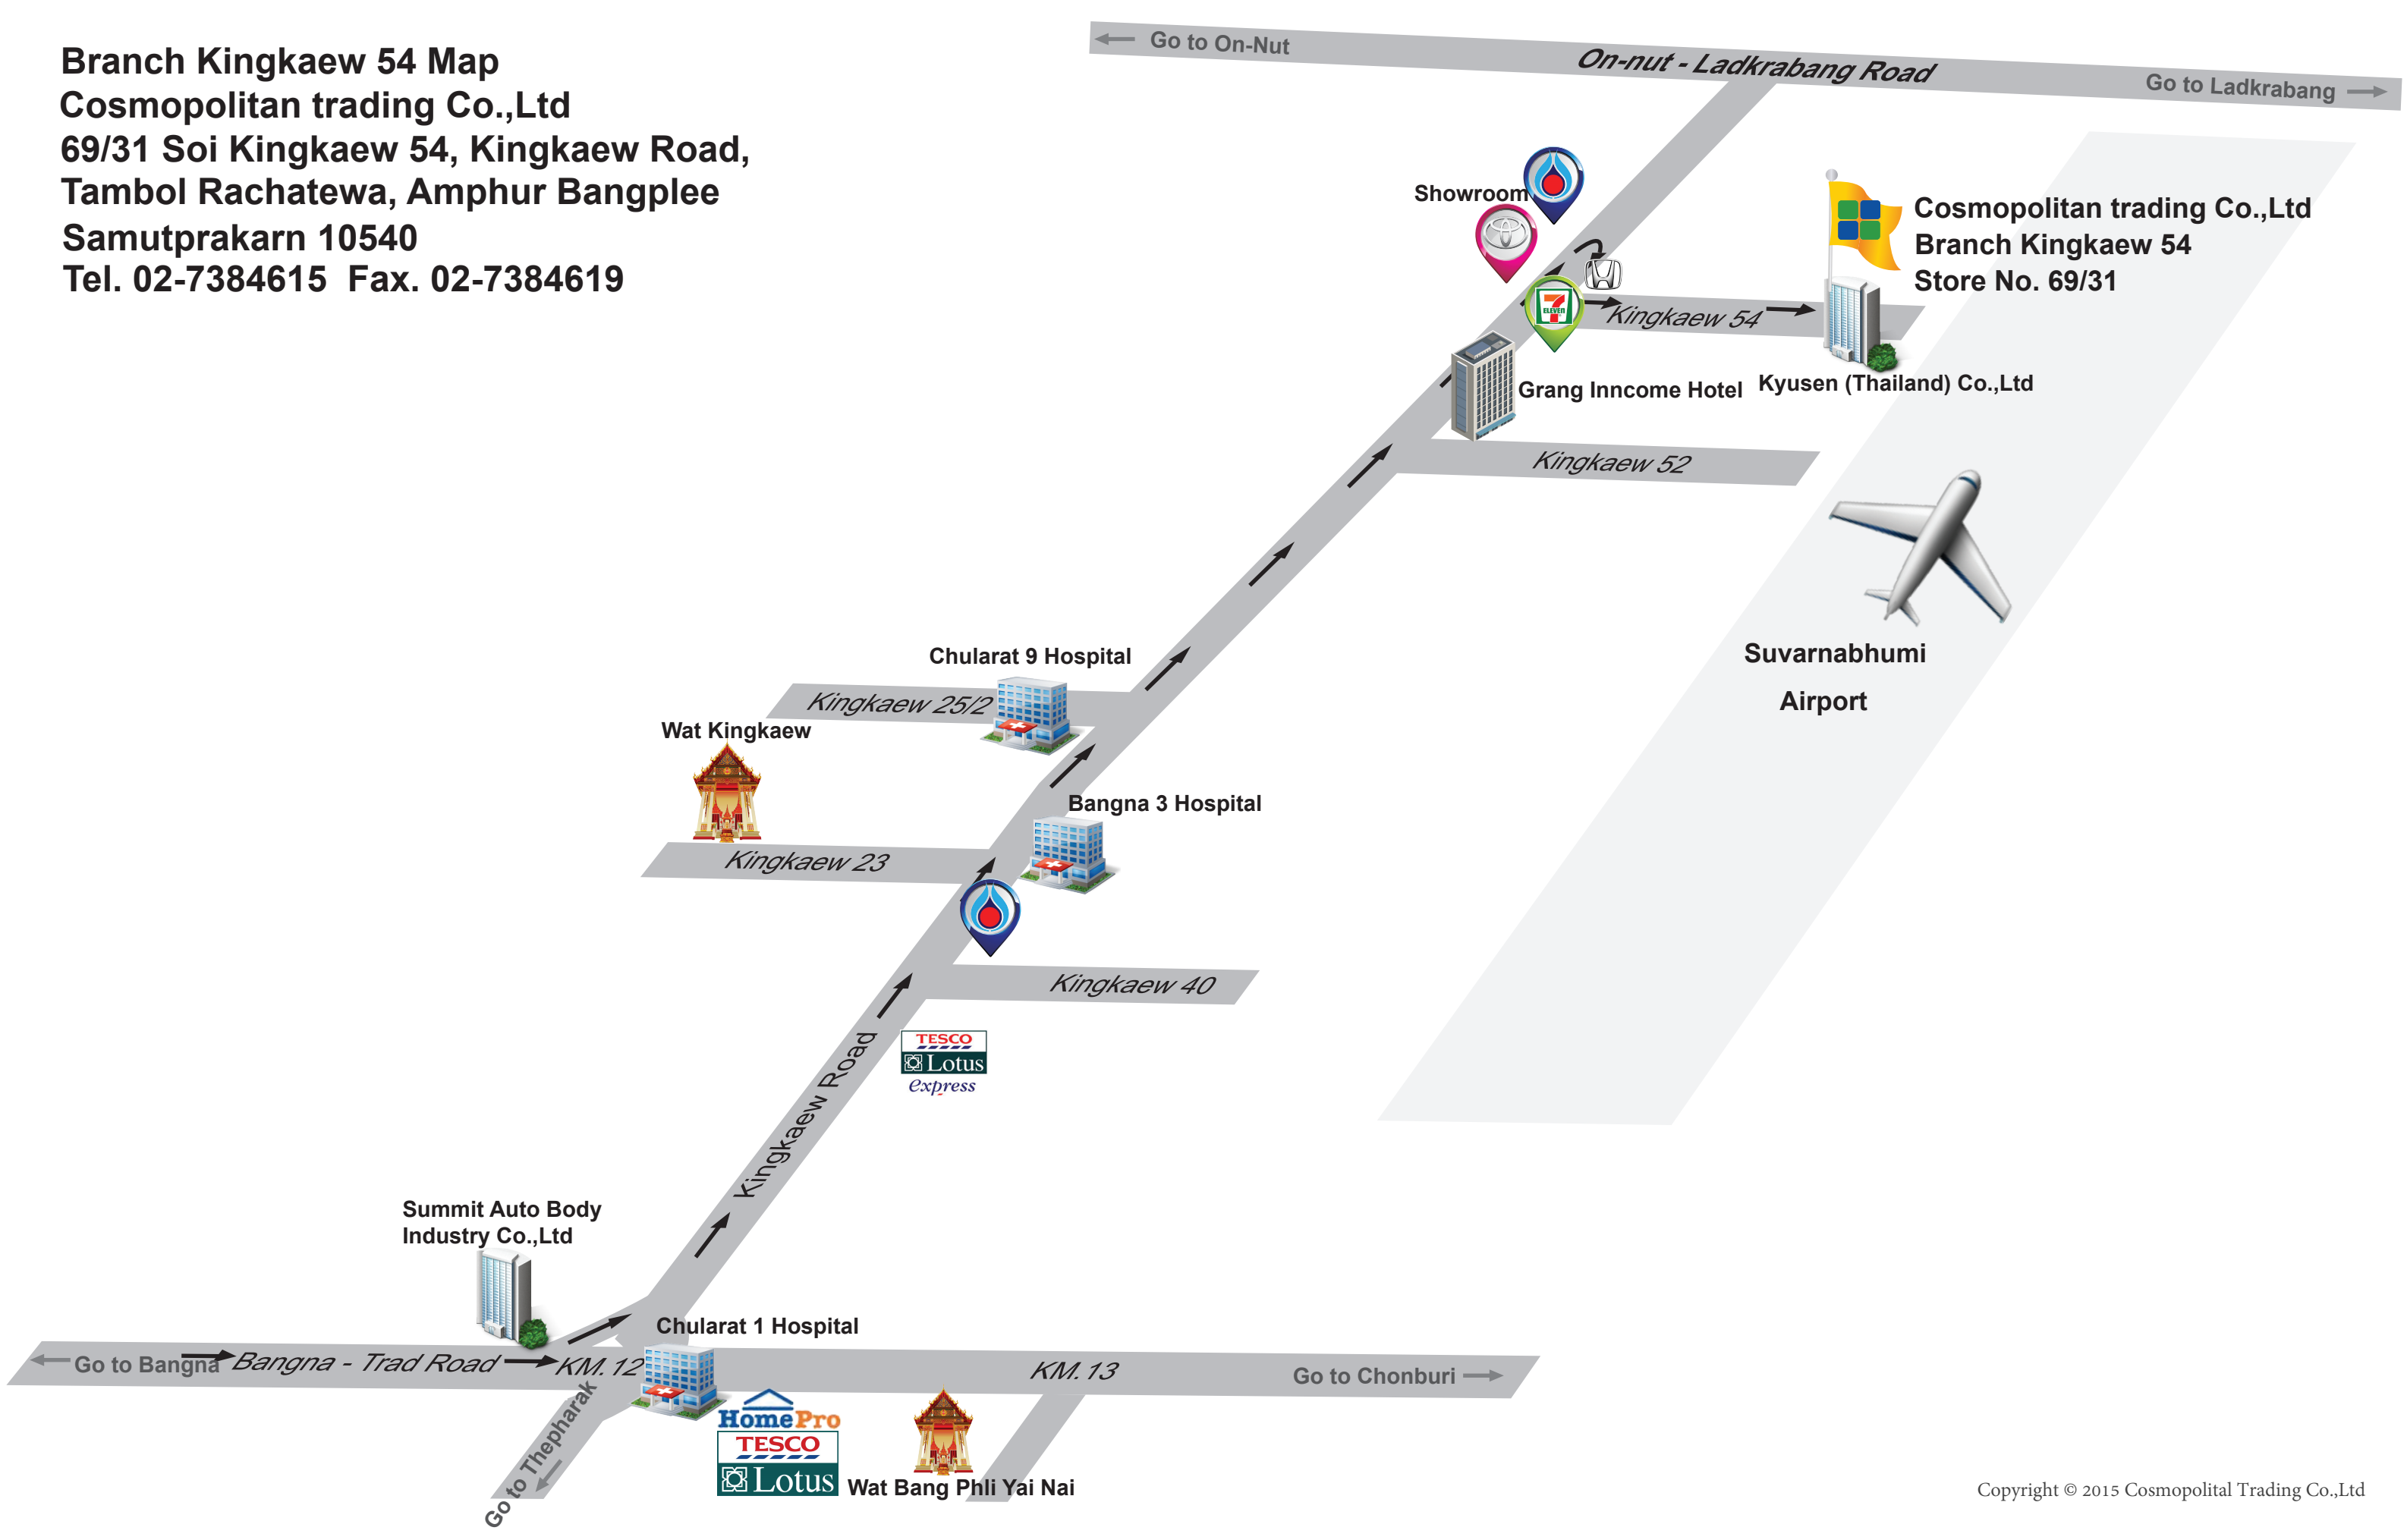 Branch Kingkaew 54 Map
Cosmopolitan trading Co.,Ltd
69/31 Soi Kingkaew 54, Kingkaew Road,
Tambol Rachatewa, Amphur Bangplee
Samutprakarn 10540
Tel. 02-7384615 Fax. 02-7384619
Go to On-Nut
On-nut - Ladkrabang Road
Go to Ladkrabang
Showroom
Cosmopolitan trading Co.,Ltd
Branch Kingkaew 54
Store No. 69/31
7
ELEVEN
Kingkaew 54
Grang Inncome Hotel
Kyusen (Thailand) Co.,Ltd
Kingkaew 52
Suvarnabhumi
Airport
Chularat 9 Hospital
Kingkaew 25/2
Wat Kingkaew
Bangna 3 Hospital
Kingkaew 23
Kingkaew 40
TESCO
Lotus
express
Kingkaew Road
Summit Auto Body
Industry Co.,Ltd
Chularat 1 Hospital
Go to Bangna
Bangna - Trad Road
KM. 12
KM. 13
Go to Chonburi
Go to Thepharak
HomePro
TESCO
Lotus
Wat Bang Phli Yai Nai
Copyright © 2015 Cosmopolital Trading Co.,Ltd